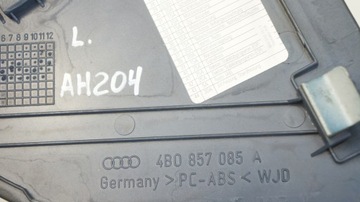 L.
6 7 8 9 10 11 12
AH204
4B0 857 085 A
Germany >PC-ABS< WJD